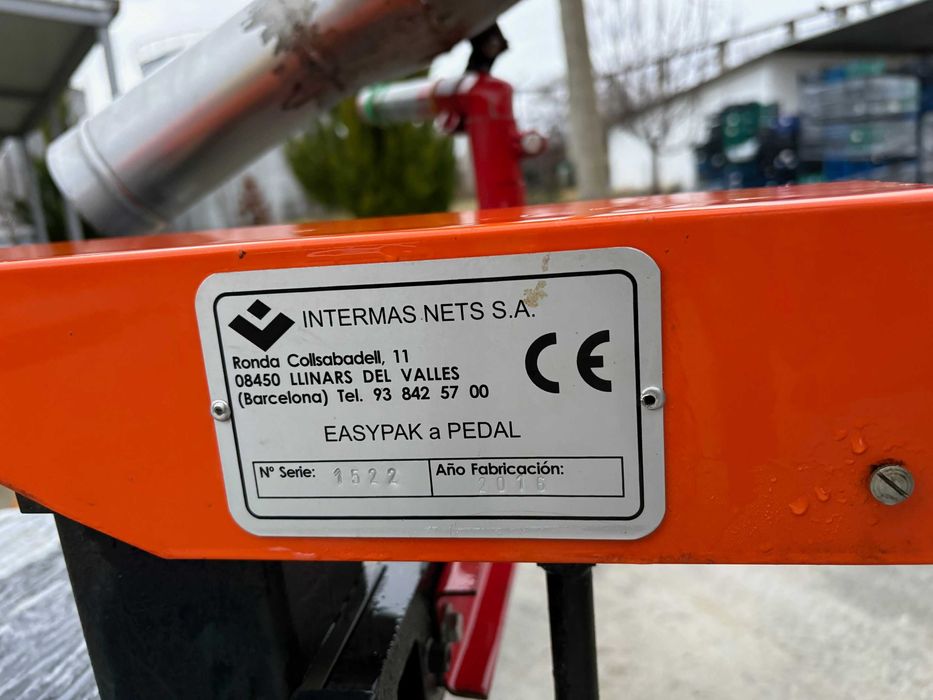 INTERMAS NETS S.A.
Ronda Collsabadell, 11
08450 LLINARS DEL VALLES
(Barcelona) Tel. 93 842 57 00
CE
EASYPAK a PEDAL
Nº Serie: 1522
Año Fabricación: 2016